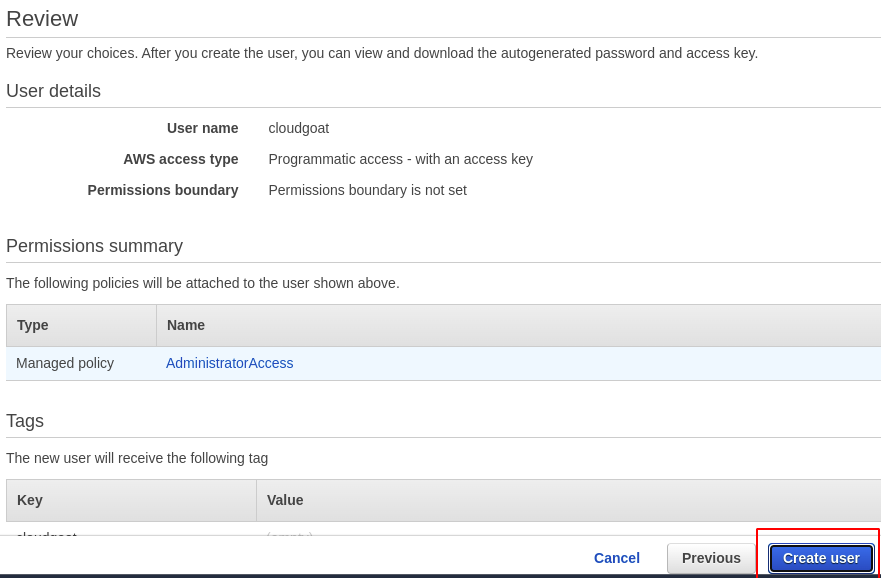 Review
Review your choices. After you create the user, you can view and download the autogenerated password and access key.
User details
User name cloudgoat
AWS access type Programmatic access - with an access key
Permissions boundary Permissions boundary is not set
Permissions summary
The following policies will be attached to the user shown above.
Type Name
Managed policy AdministratorAccess
Tags
The new user will receive the following tag
Key Value
cloudgoat (empty)
Cancel Previous Create user